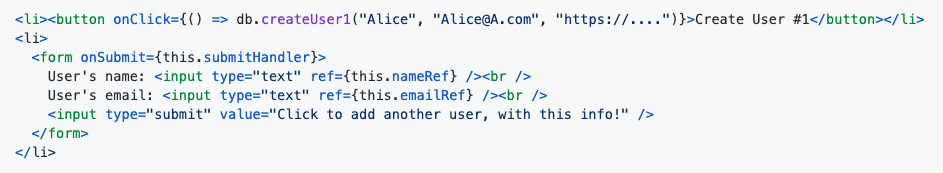 <li><button onClick={() => db.createUser1("Alice", "Alice@A.com", "https://....")}>Create User #1</button></li>
<li>
  <form onSubmit={this.submitHandler}>
    User's name: <input type="text" ref={this.nameRef} /><br />
    User's email: <input type="text" ref={this.emailRef} /><br />
    <input type="submit" value="Click to add another user, with this info!" />
  </form>
</li>